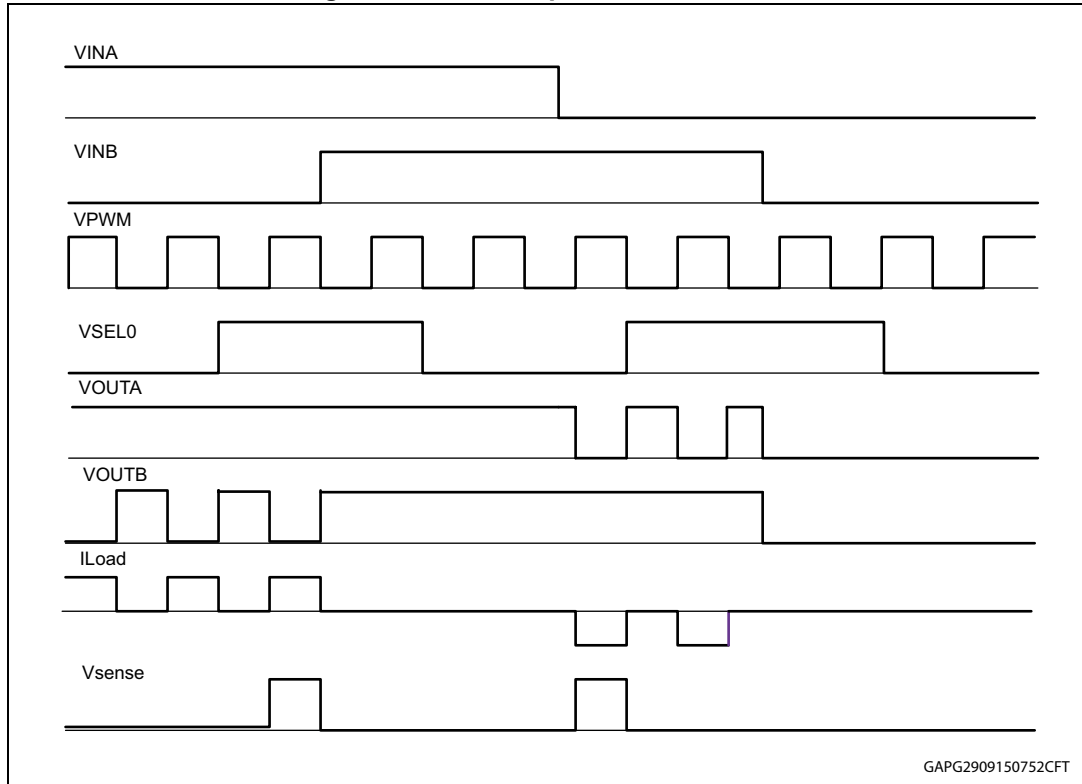 VINA
VINB
VPWM
VSEL0
VOUTA
VOUTB
ILoad
Vsense
GAPG2909150752CFT